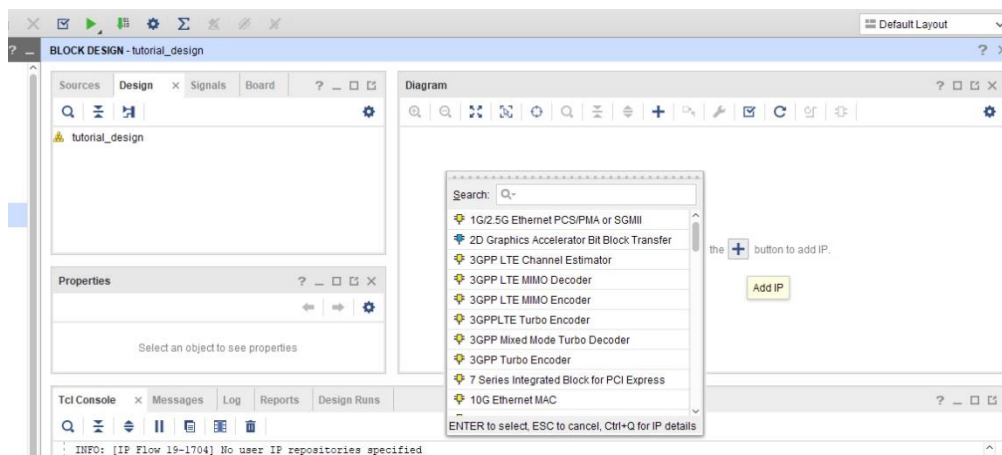 Default Layout
BLOCK DESIGN - tutorial_design
Sources Design Signals Board
tutorial_design
Properties
Select an object to see properties
Diagram
Search:
1G/2.5G Ethernet PCS/PMA or SGMII
2D Graphics Accelerator Bit Block Transfer
3GPP LTE Channel Estimator
3GPP LTE MIMO Decoder
3GPP LTE MIMO Encoder
3GPPLTE Turbo Encoder
3GPP Mixed Mode Turbo Decoder
3GPP Turbo Encoder
7 Series Integrated Block for PCI Express
10G Ethernet MAC
ENTER to select, ESC to cancel, Ctrl+Q for IP details
the + button to add IP.
Add IP
Tcl Console Messages Log Reports Design Runs
INFO: [IP Flow 19-1704] No user IP repositories specified